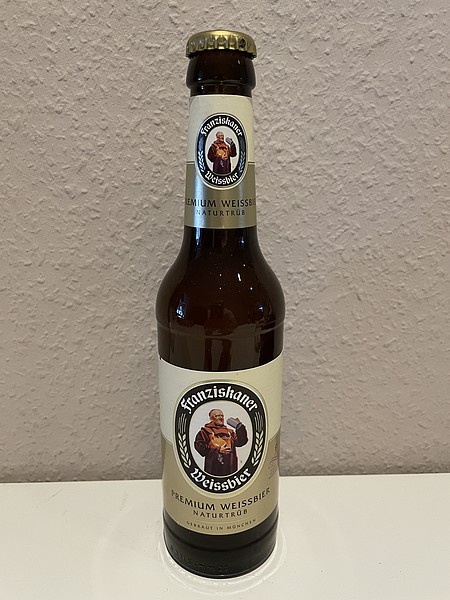 Franziskaner
Weissbier
PREMIUM WEISSBIER
NATURTRÜB
Franziskaner
Weissbier
PREMIUM WEISSBIER
NATURTRÜB
GEBRAUT IN MÜNCHEN